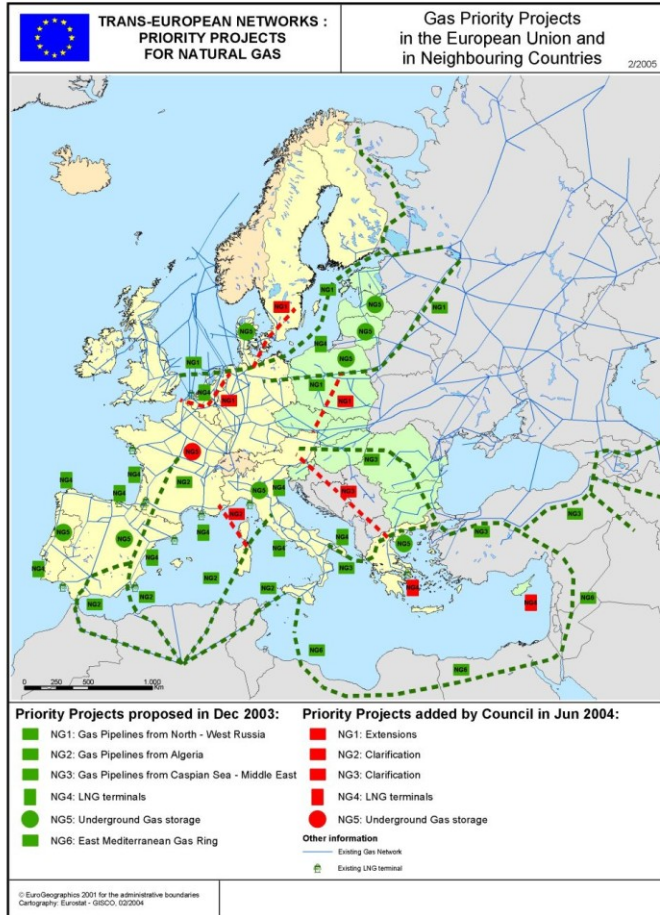 TRANS-EUROPEAN NETWORKS :
PRIORITY PROJECTS
FOR NATURAL GAS
Gas Priority Projects
in the European Union and
in Neighbouring Countries
2/2005
NG1
NG1
NG5
NG5
NG1
NG5
NG4
NG5
NG1
NG4
NG1
NG1
NG1
NG3
NG2
NG5
NG4
NG3
NG3
NG4
NG4
NG4
NG5
NG5
NG4
NG2
NG4
NG4
NG4
NG3
NG5
NG3
NG3
NG4
NG2
NG2
NG2
NG4
NG4
NG4
NG6
NG6
NG6
0 250 500 1.000
Km
Priority Projects proposed in Dec 2003:
NG1: Gas Pipelines from North - West Russia
NG2: Gas Pipelines from Algeria
NG3: Gas Pipelines from Caspian Sea - Middle East
NG4: LNG terminals
NG5: Underground Gas storage
NG6: East Mediterranean Gas Ring
Priority Projects added by Council in Jun 2004:
NG1: Extensions
NG2: Clarification
NG3: Clarification
NG4: LNG terminals
NG5: Underground Gas storage
Other information
Existing Gas Network
Existing LNG terminal
© EuroGeographics 2001 for the administrative boundaries
Cartography: Eurostat - GISCO, 02/2004